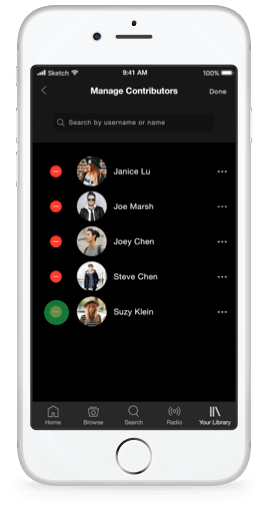 Sketch 9:41 AM 100%
Manage Contributors Done
Search by username or name
Janice Lu
Joe Marsh
Joey Chen
Steve Chen
Suzy Klein
Home Browse Search Radio Your Library